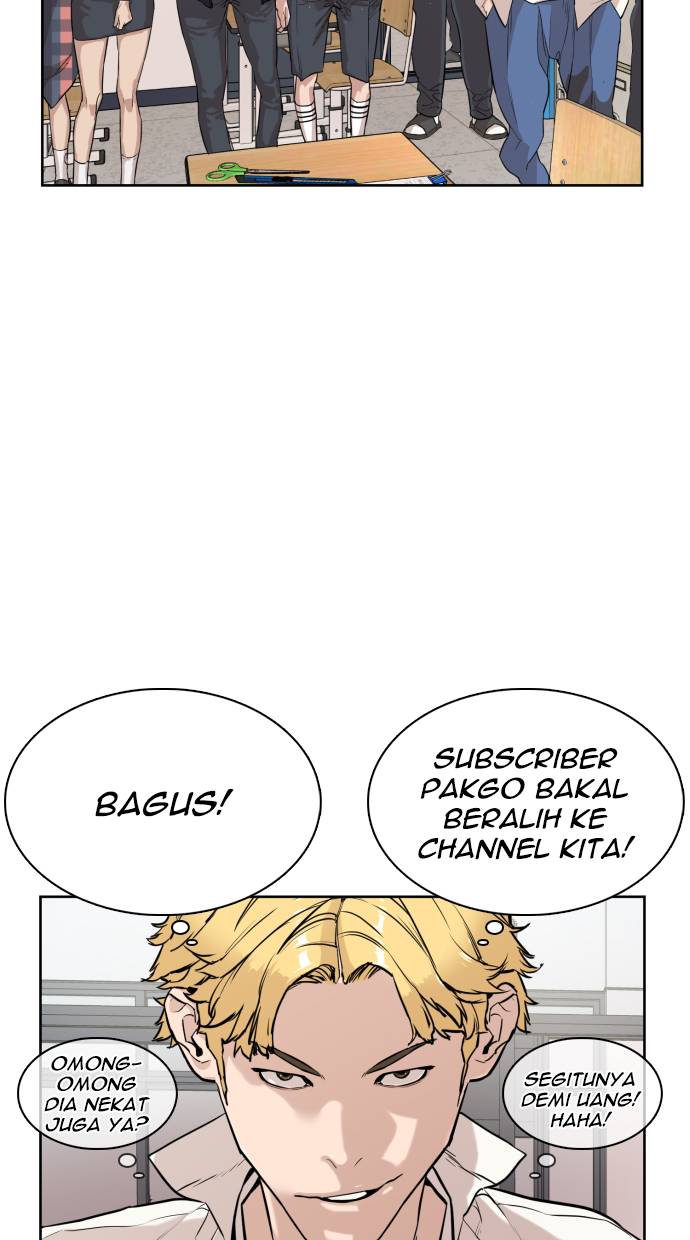 BAGUS!
SUBSCRIBER
PAKGO BAKAL
BERALIH KE
CHANNEL KITA!
OMONG-
OMONG
DIA NEKAT
JUGA YA?
SEGITUNYA
DEMI UANG!
HAHA!